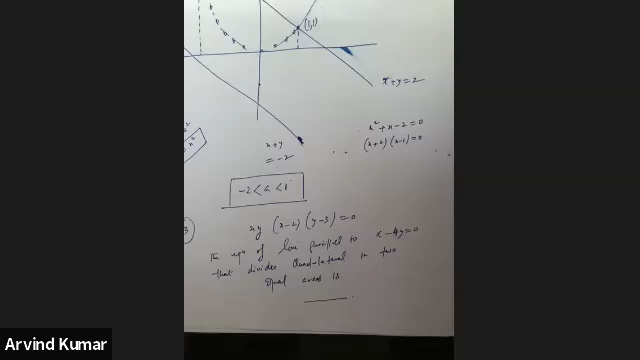 (1,1)
x+y=2
x²+x-2=0
(x+2)(x-1)=0
x+y
=-2
-2<a<1
xy (x-2) (y-3)=0
The eqn of line parallel to x-4y=0
that divides Quadrilateral in two
Equal areas is
Arvind Kumar